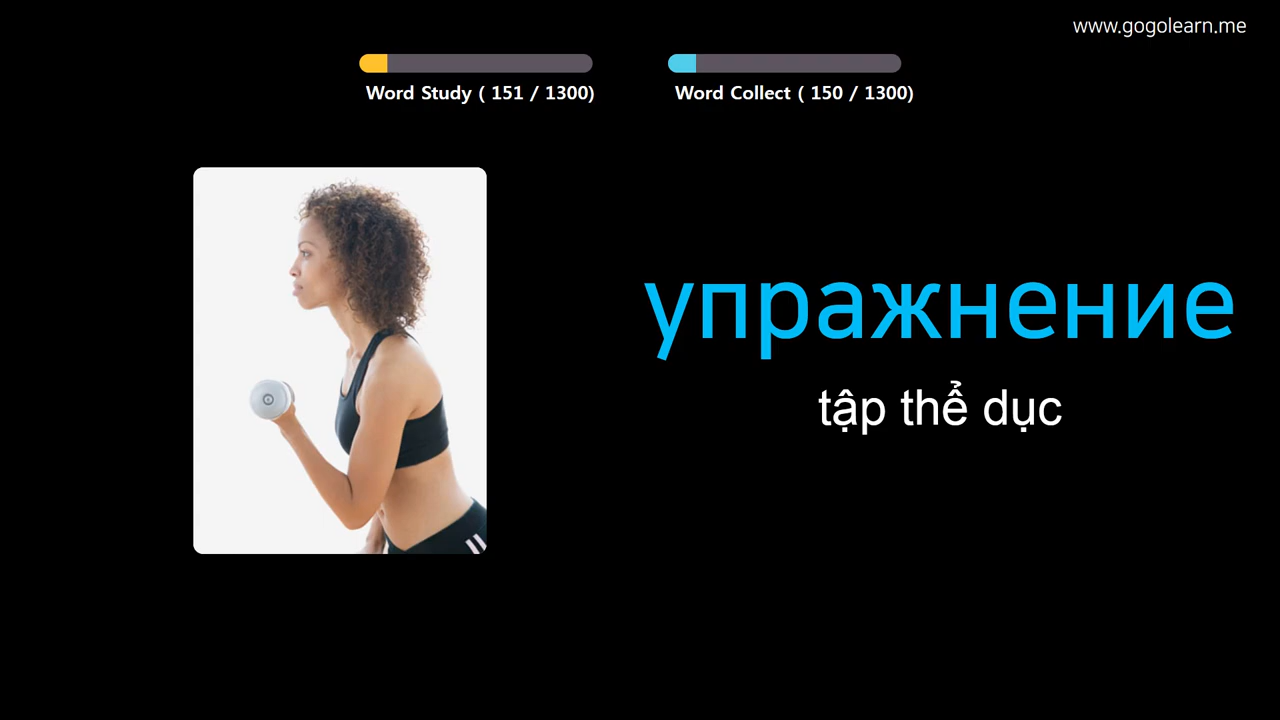 www.gogolearn.me
Word Study ( 151 / 1300)
Word Collect ( 150 / 1300)
упражнение
tập thể dục